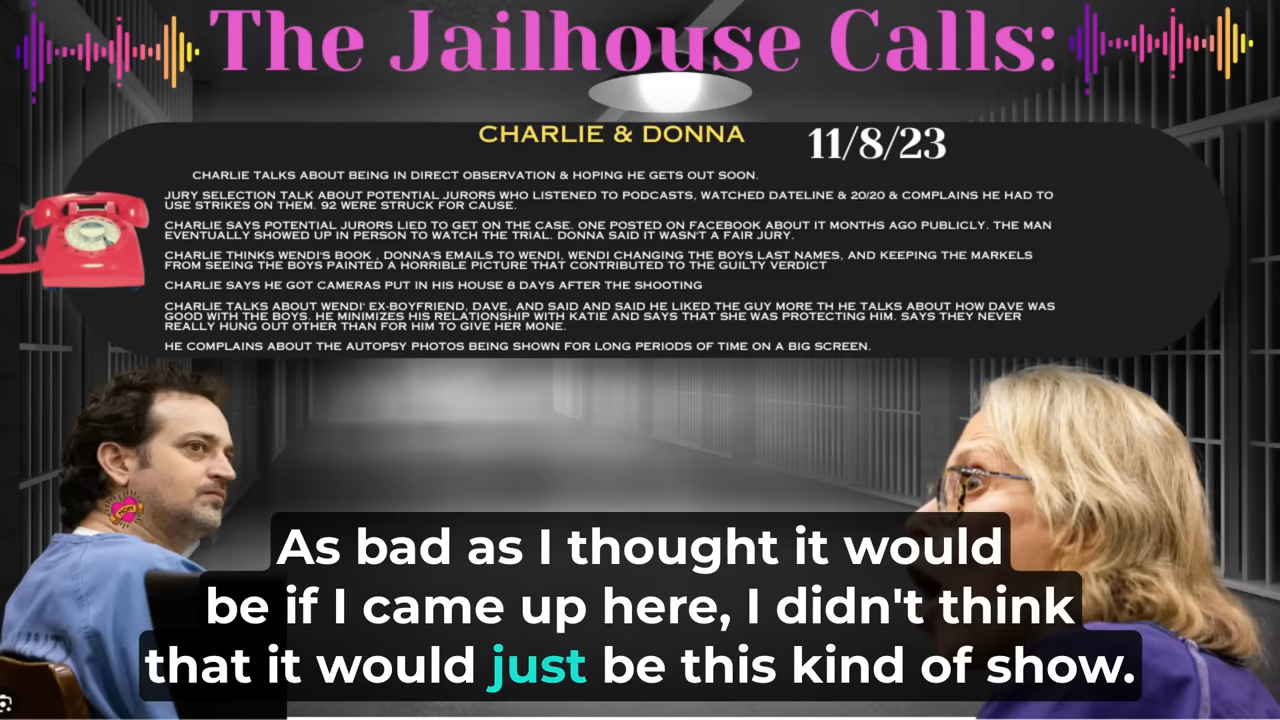 The Jailhouse Calls:
CHARLIE & DONNA 11/8/23
CHARLIE TALKS ABOUT BEING IN DIRECT OBSERVATION & HOPING HE GETS OUT SOON.
JURY SELECTION TALK ABOUT POTENTIAL JURORS WHO LISTENED TO PODCASTS, WATCHED DATELINE & 20/20 & COMPLAINS HE HAD TO
USE STRIKES ON THEM. 92 WERE STRUCK FOR CAUSE.
CHARLIE SAYS POTENTIAL JURORS LIED TO GET ON THE CASE. ONE POSTED ON FACEBOOK ABOUT IT MONTHS AGO PUBLICLY. THE MAN
EVENTUALLY SHOWED UP IN PERSON TO WATCH THE TRIAL. DONNA SAID IT WASN'T A FAIR JURY.
CHARLIE THINKS WENDI'S BOOK , DONNA'S EMAILS TO WENDI, WENDI CHANGING THE BOYS LAST NAMES, AND KEEPING THE MARKELS
FROM SEEING THE BOYS PAINTED A HORRIBLE PICTURE THAT CONTRIBUTED TO THE GUILTY VERDICT
CHARLIE SAYS HE GOT CAMERAS PUT IN HIS HOUSE 8 DAYS AFTER THE SHOOTING
CHARLIE TALKS ABOUT WENDI' EX-BOYFRIEND, DAVE, AND SAID AND SAID HE LIKED THE GUY MORE TH HE TALKS ABOUT HOW DAVE WAS
GOOD WITH THE BOYS. HE MINIMIZES HIS RELATIONSHIP WITH KATIE AND SAYS THAT SHE WAS PROTECTING HIM. SAYS THEY NEVER
REALLY HUNG OUT OTHER THAN FOR HIM TO GIVE HER MONE.
HE COMPLAINS ABOUT THE AUTOPSY PHOTOS BEING SHOWN FOR LONG PERIODS OF TIME ON A BIG SCREEN.
MOM
As bad as I thought it would
be if I came up here, I didn't think
that it would just be this kind of show.